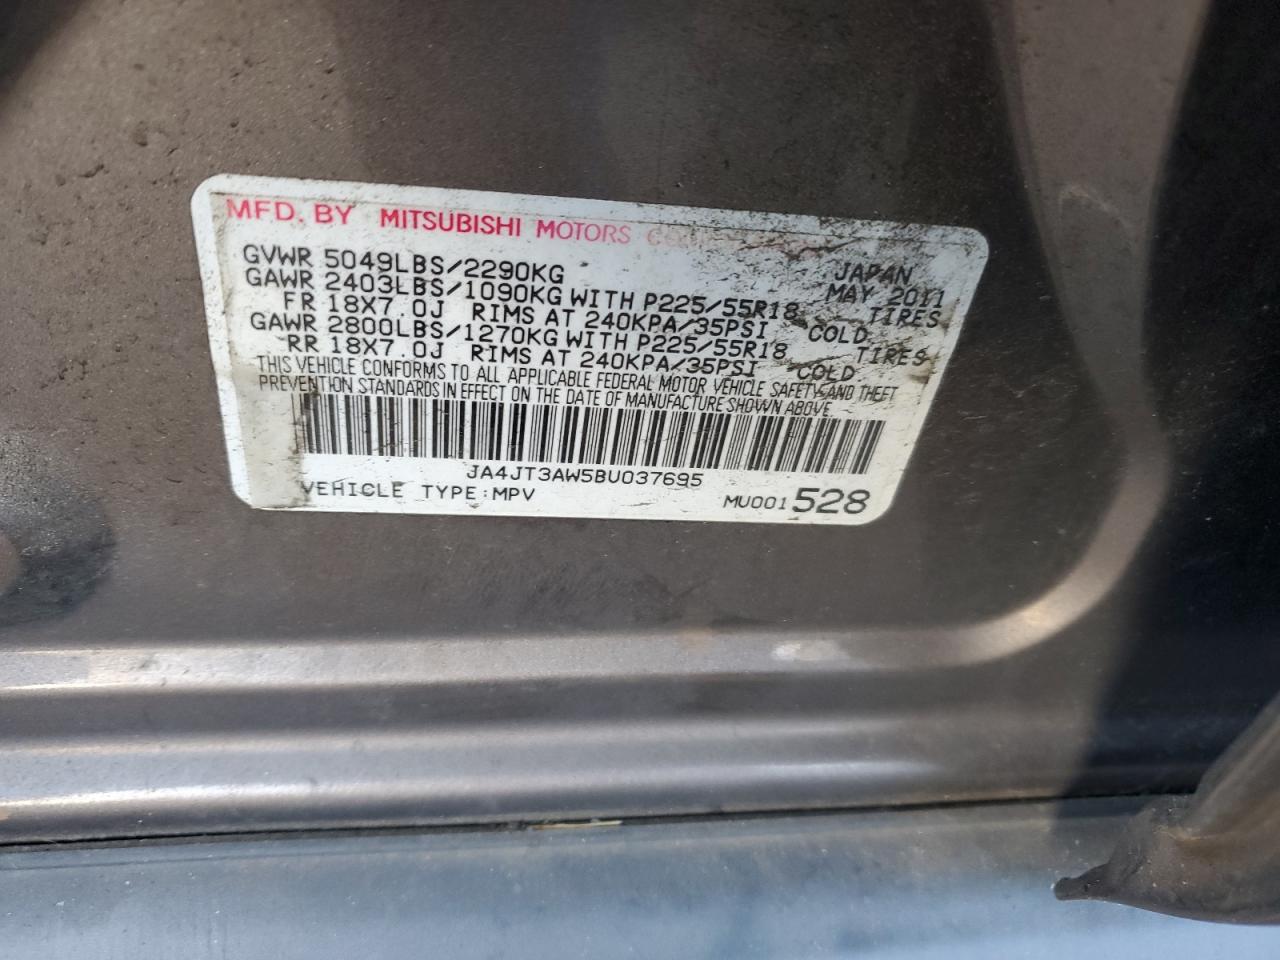 MFD. BY MITSUBISHI MOTORS
JAPAN
GVWR 5049LBS/2290KG MAY 2011
GAWR 2403LBS/1090KG WITH P225/55R18 TIRES
FR 18X7.0J RIMS AT 240KPA/35PSI COLD
GAWR 2800LBS/1270KG WITH P225/55R18 TIRES
RR 18X7.0J RIMS AT 240KPA/35PSI COLD
THIS VEHICLE CONFORMS TO ALL APPLICABLE FEDERAL MOTOR VEHICLE SAFETY AND THEFT
PREVENTION STANDARDS IN EFFECT ON THE DATE OF MANUFACTURE SHOWN ABOVE
JA4JT3AW5BU037695
VEHICLE TYPE:MPV MU001528